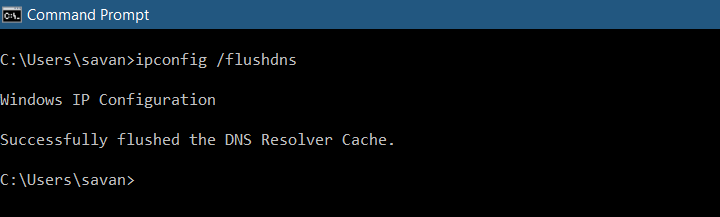 Command Prompt
C:\Users\savan>ipconfig /flushdns
Windows IP Configuration
Successfully flushed the DNS Resolver Cache.
C:\Users\savan>